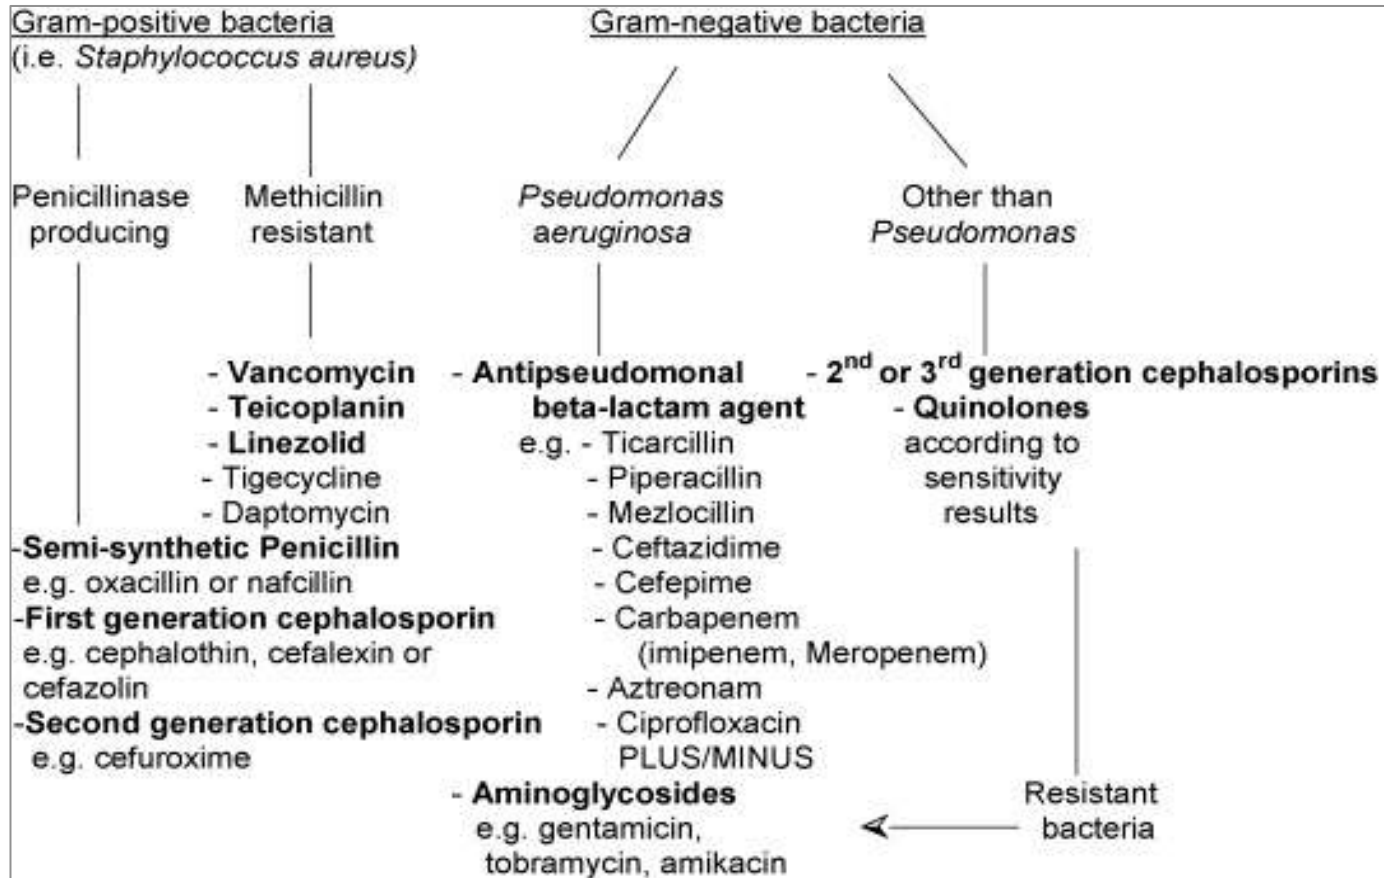 Gram-positive bacteria
(i.e. Staphylococcus aureus)
Penicillinase
producing
Methicillin
resistant
- Vancomycin
- Teicoplanin
- Linezolid
- Tigecycline
- Daptomycin
-Semi-synthetic Penicillin
e.g. oxacillin or nafcillin
-First generation cephalosporin
e.g. cephalothin, cefalexin or
cefazolin
-Second generation cephalosporin
e.g. cefuroxime
Gram-negative bacteria
Pseudomonas
aeruginosa
- Antipseudomonal
beta-lactam agent
e.g. - Ticarcillin
- Piperacillin
- Mezlocillin
- Ceftazidime
- Cefepime
- Carbapenem
(imipenem, Meropenem)
- Aztreonam
- Ciprofloxacin
PLUS/MINUS
- Aminoglycosides
e.g. gentamicin,
tobramycin, amikacin
Other than
Pseudomonas
- 2nd or 3rd generation cephalosporins
- Quinolones
according to
sensitivity
results
Resistant
bacteria